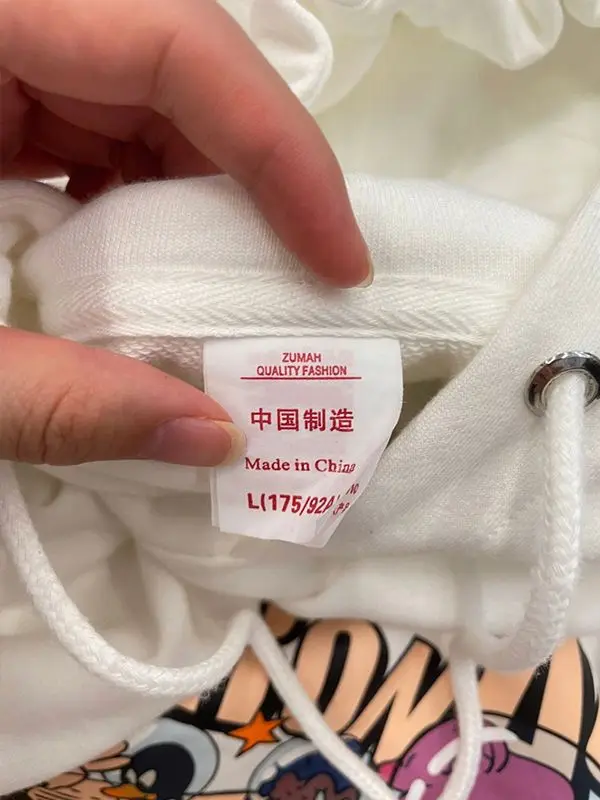 ZUMAH
QUALITY FASHION
中国制造
Made in China
L(175/92A